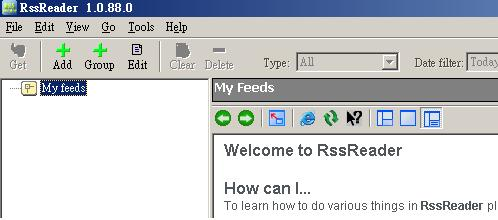 RssReader 1.0.88.0
File Edit View Go Tools Help
Get Add Group Edit Clear Delete Type: All Date filter: Today
My feeds
My Feeds
Welcome to RssReader
How can I...
To learn how to do various things in RssReader pl